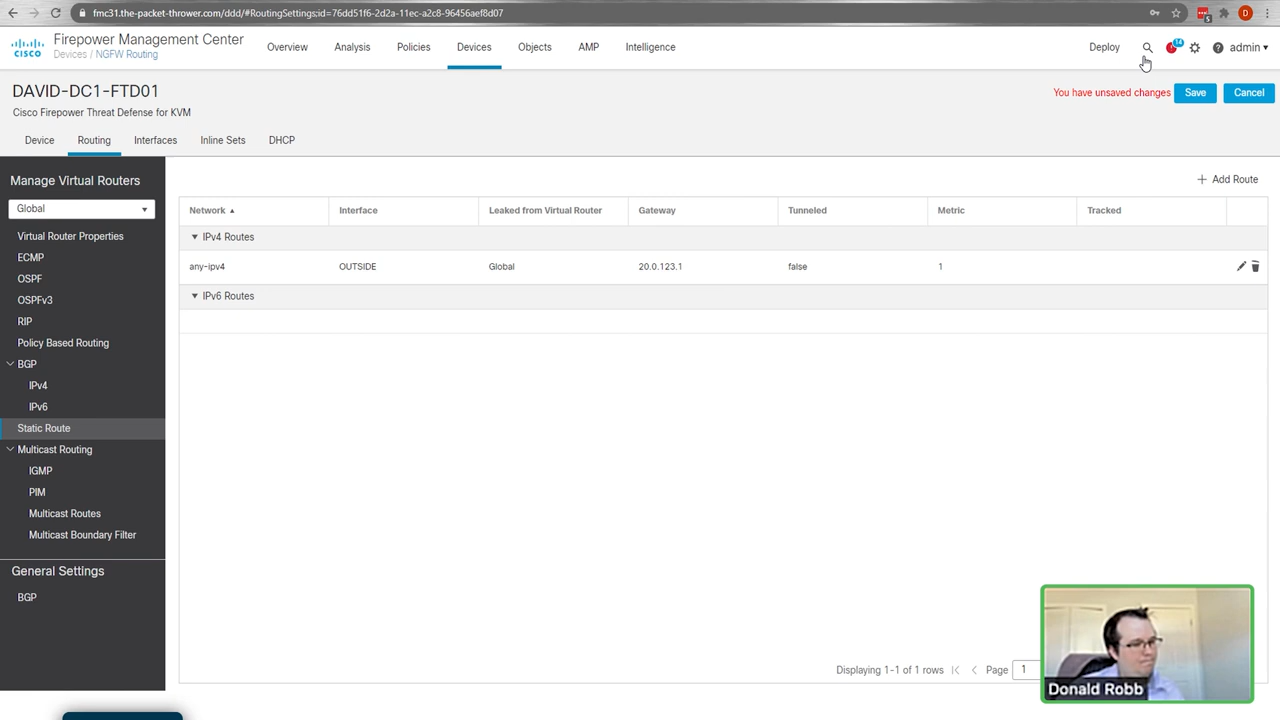 fmc31.the-packet-thrower.com/ddd/#RoutingSettings;id=76dd51f6-2d2a-11ec-a2c8-96456aef8d07
5
D
CISCO
Firepower Management Center
Devices / NGFW Routing
Overview
Analysis
Policies
Devices
Objects
AMP
Intelligence
Deploy
14
admin
DAVID-DC1-FTD01
Cisco Firepower Threat Defense for KVM
You have unsaved changes
Save
Cancel
Device
Routing
Interfaces
Inline Sets
DHCP
Manage Virtual Routers
Global
Virtual Router Properties
ECMP
OSPF
OSPFv3
RIP
Policy Based Routing
BGP
IPv4
IPv6
Static Route
Multicast Routing
IGMP
PIM
Multicast Routes
Multicast Boundary Filter
General Settings
BGP
+ Add Route
Network
Interface
Leaked from Virtual Router
Gateway
Tunneled
Metric
Tracked
IPv4 Routes
any-ipv4
OUTSIDE
Global
20.0.123.1
false
1
IPv6 Routes
Displaying 1-1 of 1 rows
Page
1
Donald Robb